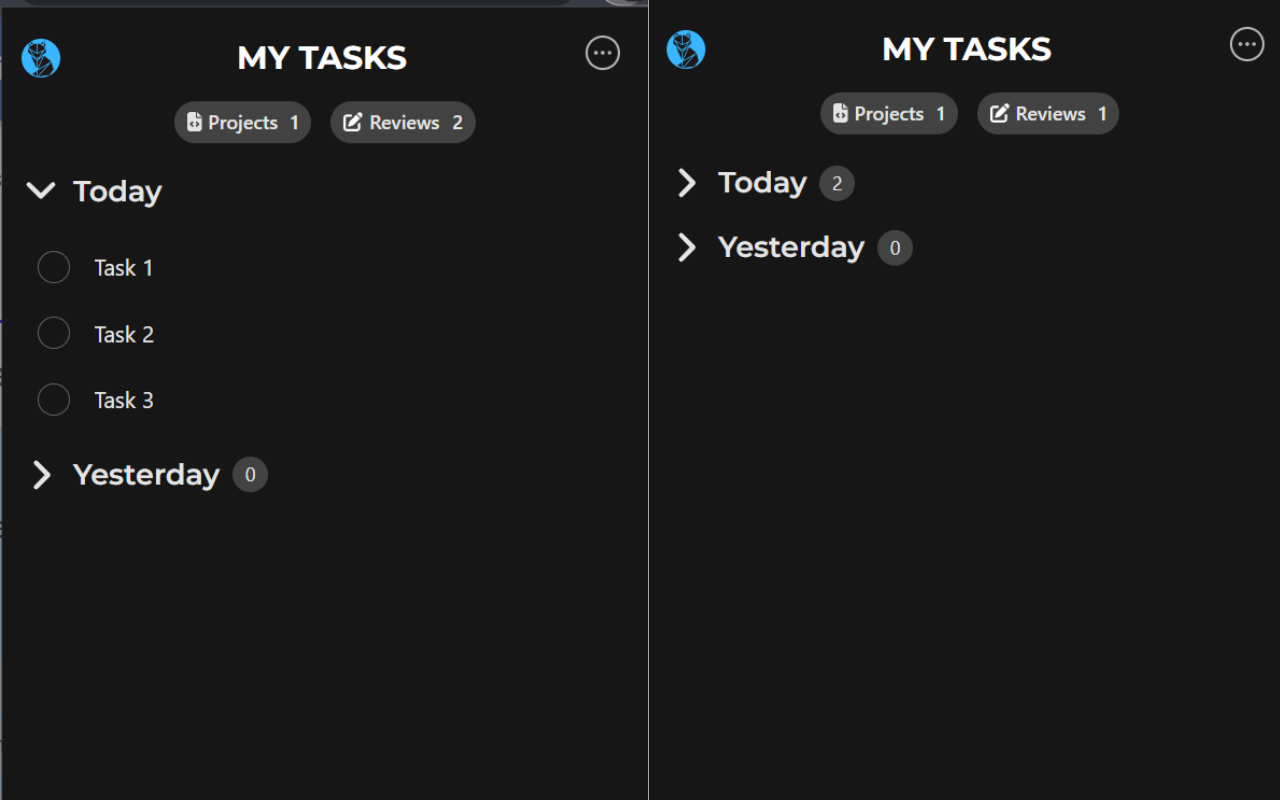 MY TASKS
Projects 1 Reviews 2
Today
Task 1
Task 2
Task 3
Yesterday 0
MY TASKS
Projects 1 Reviews 1
Today 2
Yesterday 0